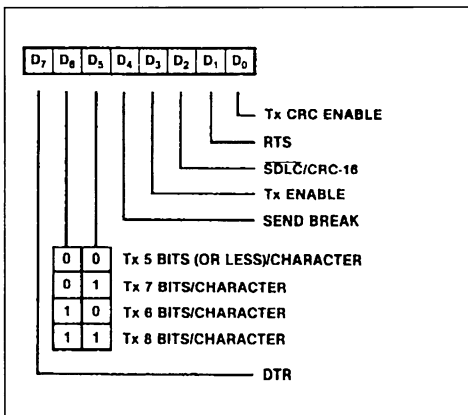 D7 D6 D5 D4 D3 D2 D1 D0
Tx CRC ENABLE
RTS
SDLC/CRC-16
Tx ENABLE
SEND BREAK
0 0 Tx 5 BITS (OR LESS)/CHARACTER
0 1 Tx 7 BITS/CHARACTER
1 0 Tx 6 BITS/CHARACTER
1 1 Tx 8 BITS/CHARACTER
DTR